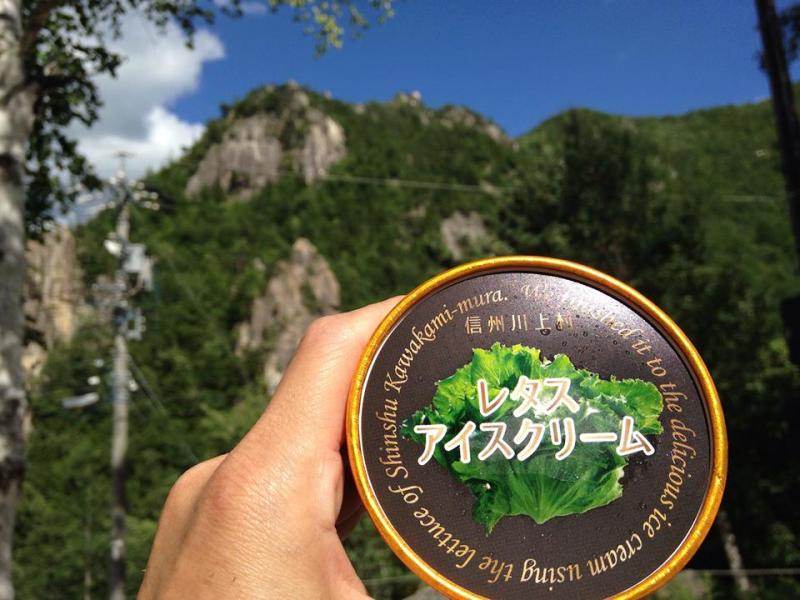 信州川上村
レタス
アイスクリーム
We finished it to the delicious ice cream using the lettuce of Shinshu Kawakami-mura.